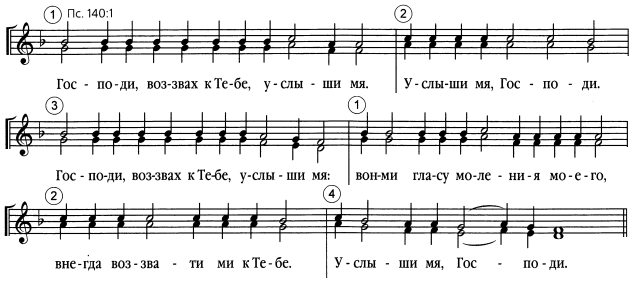 1 Пс. 140:1 2
Гос - по-ди, воз-звах к Те-бе, у-слы - ши мя. У-слы-ши мя, Гос - по - ди.
3 1
Гос - по-ди, воз-звах к Те-бе, у-слы - ши мя: вон-ми гла-су мо-ле - ни-я мо-е-го,
2 4
вне-гда воз-зва - ти ми к Те-бе. У - слы - ши мя, Гос - по - ди.